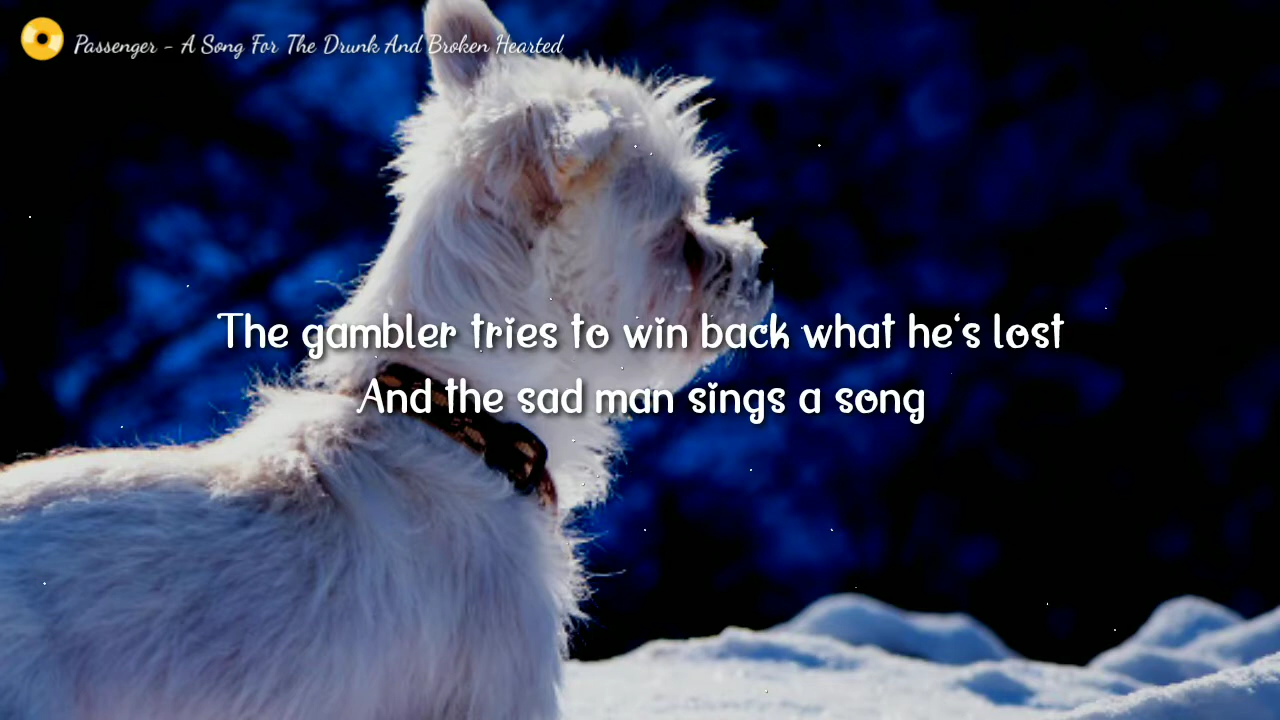 Passenger - A Song For The Drunk And Broken Hearted
The gambler tries to win back what he's lost
And the sad man sings a song